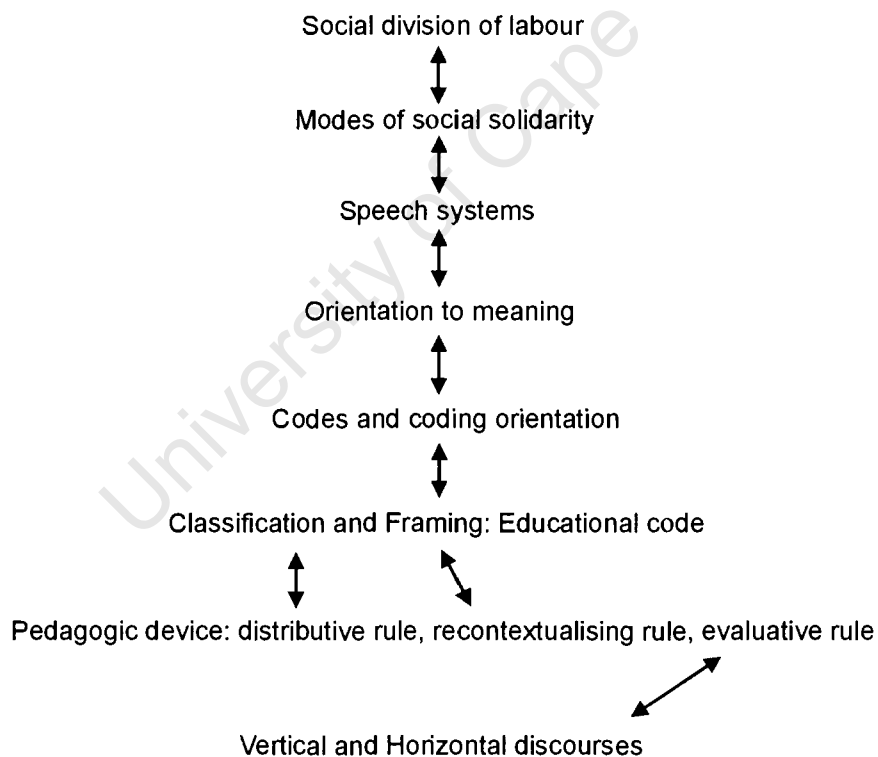 Social division of labour
Modes of social solidarity
Speech systems
Orientation to meaning
Codes and coding orientation
Classification and Framing: Educational code
Pedagogic device: distributive rule, recontextualising rule, evaluative rule
Vertical and Horizontal discourses
University of Cape